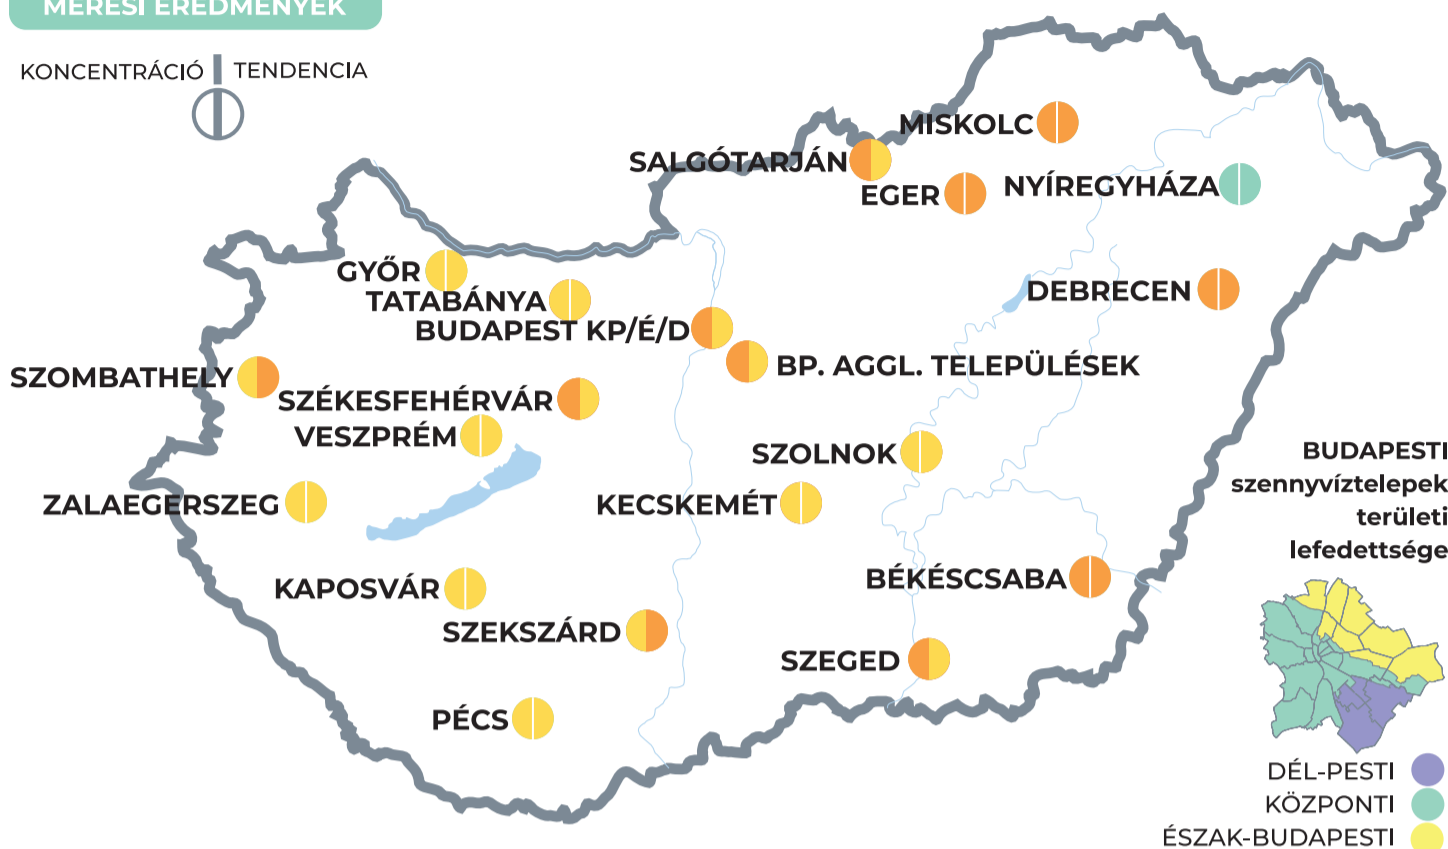 MÉRÉSI EREDMÉNYEK
KONCENTRÁCIÓ TENDENCIA
MISKOLC
SALGÓTARJÁN
EGER
NYÍREGYHÁZA
GYŐR
TATABÁNYA
DEBRECEN
BUDAPEST KP/É/D
BP. AGGL. TELEPÜLÉSEK
SZOMBATHELY
SZÉKESFEHÉRVÁR
VESZPRÉM
SZOLNOK
ZALAEGERSZEG
KECSKEMÉT
BÉKÉSCSABA
KAPOSVÁR
SZEKSZÁRD
SZEGED
PÉCS
BUDAPESTI
szennyvíztelepek
területi
lefedettsége
DÉL-PESTI
KÖZPONTI
ÉSZAK-BUDAPESTI